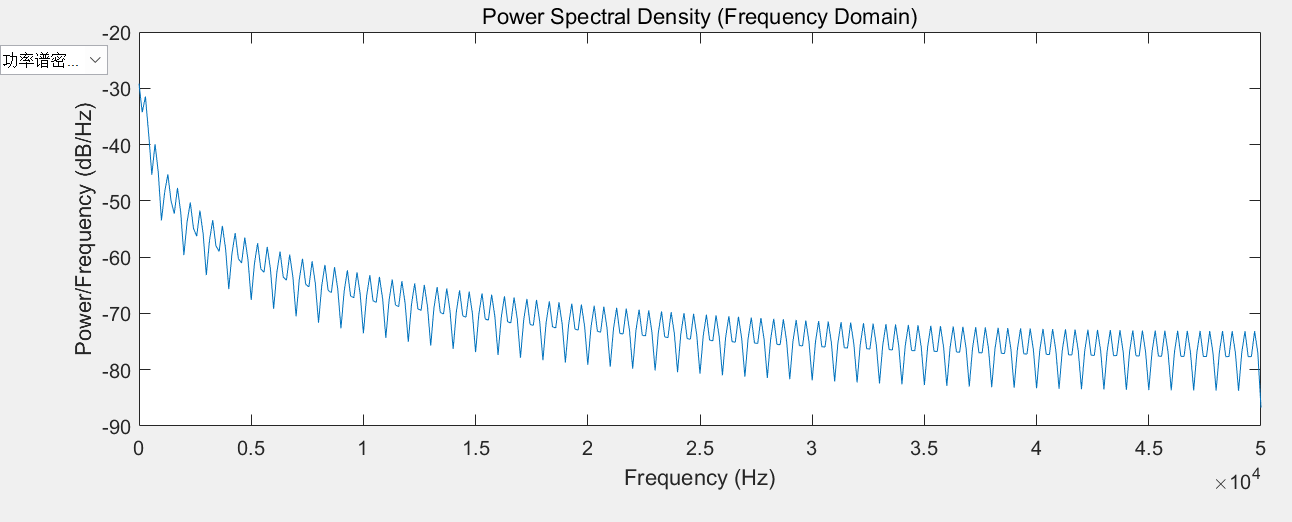 Power Spectral Density (Frequency Domain)
功率谱密...
Power/Frequency (dB/Hz)
-20
-30
-40
-50
-60
-70
-80
-90
0 0.5 1 1.5 2 2.5 3 3.5 4 4.5 5
Frequency (Hz)
×10⁴